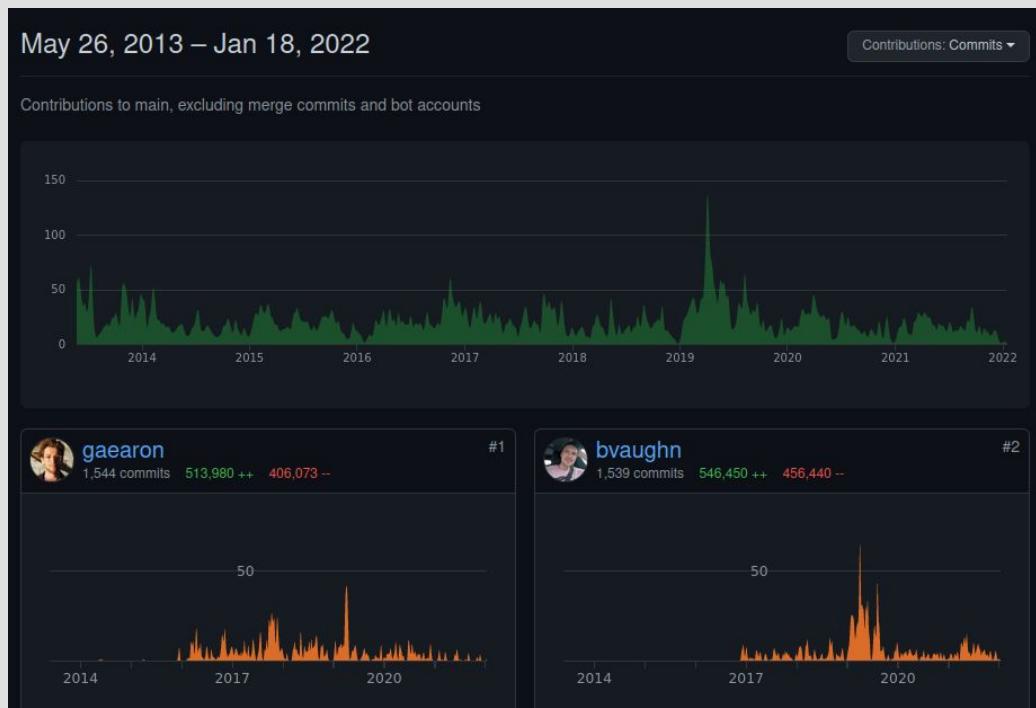 May 26, 2013 – Jan 18, 2022
Contributions: Commits
Contributions to main, excluding merge commits and bot accounts
150
100
50
0
2014 2015 2016 2017 2018 2019 2020 2021 2022
gaearon #1
1,544 commits 513,980 ++ 406,073 --
50
2014 2017 2020
bvaughn #2
1,539 commits 546,450 ++ 456,440 --
50
2014 2017 2020